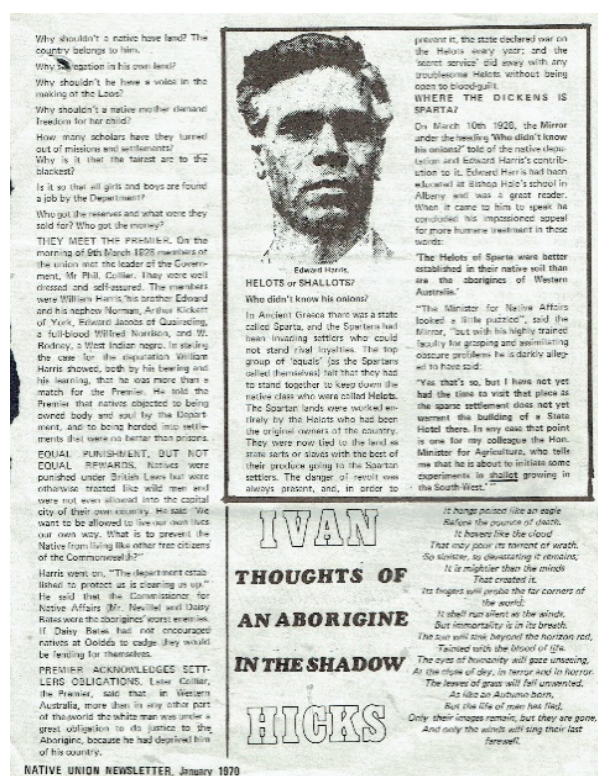 Why shouldn't a native have land? The
country belongs to him.
Why segregation in his own land?
Why shouldn't he have a voice in the
making of the Laws?
Why shouldn't a native mother demand
freedom for her child?
How many scholars have they turned
out of missions and settlements?
Why is it that the fairest are to the
blackest?
Is it so that all girls and boys are found
a job by the Department?
Who got the reserves and what were they
sold for? Who got the money?
THEY MEET THE PREMIER. On the
morning of 9th March 1928 members of
the union met the leader of the Govern-
ment, Mr Phil. Collier. They were well
dressed and self-assured. The members
were William Harris, his brother Edward
and his nephew Norman, Arthur Kickett
of York, Edward Jacobs of Quairading,
a full-blood Wilfred Norrison, and W.
Bodney, a West Indian negro. In stating
the case for the deputation William
Harris showed, both by his bearing and
his learning, that he was more than a
match for the Premier. He told the
Premier that natives objected to being
owned body and soul by the Depart-
ment, and to being herded into settle-
ments that were no better than prisons.
EQUAL PUNISHMENT, BUT NOT
EQUAL REWARDS. Natives were
punished under British Laws but were
otherwise treated like wild men and
were not even allowed into the capital
city of their own country. He said "We
want to be allowed to live our own lives
our own way. What is to prevent the
Native from living like other free citizens
of the Commonwealth?"
Harris went on, "The department estab-
lished to protect us is cleaning us up."
He said that the Commissioner for
Native Affairs (Mr. Neville) and Daisy
Bates were the aborigines' worst enemies.
If Daisy Bates had not encouraged
natives at Ooldea to cadge they would
be fending for themselves.
PREMIER ACKNOWLEDGES SETT-
LERS OBLIGATIONS. Later Collier,
the Premier, said that in Western
Australia, more than in any other part
of the world the white man was under a
great obligation to do justice to the
Aborigine, because he had deprived him
of his country.
Edward Harris.
HELOTS or SHALLOTS?
Who didn't know his onions?
In Ancient Greece there was a state
called Sparta, and the Spartans had
been invading settlers who could
not stand rival loyalties. The top
group of 'equals' (as the Spartans
called themselves) felt that they had
to stand together to keep down the
native class who were called Helots.
The Spartan lands were worked en-
tirely by the Helots who had been
the original owners of the country.
They were now tied to the land as
state serfs or slaves with the best of
their produce going to the Spartan
settlers. The danger of revolt was
always present, and, in order to
prevent it, the state declared war on
the Helots every year; and the
'secret service' did away with any
troublesome Helots without being
open to blood-guilt.
WHERE THE DICKENS IS
SPARTA?
On March 10th 1928, the Mirror
under the heading 'Who didn't know
his onions?' told of the native depu-
tation and Edward Harris's contrib-
ution to it. Edward Harris had been
educated at Bishop Hale's school in
Albany and was a great reader.
When it came to him to speak he
concluded his impassioned appeal
for more humane treatment in these
words:
'The Helots of Sparta were better
established in their native soil than
are the aborigines of Western
Australia.'
"The Minister for Native Affairs
looked a little puzzled", said the
Mirror, "but with his highly trained
faculty for grasping and assimilating
obscure problems he is darkly alleg-
ed to have said:
"Yes that's so, but I have not yet
had the time to visit that place as
the sparse settlement does not yet
warrant the building of a State
Hotel there. In any case that point
is one for my colleague the Hon.
Minister for Agriculture, who tells
me that he is about to initiate some
experiments in shallot growing in
the South West."
IVAN
THOUGHTS OF
AN ABORIGINE
IN THE SHADOW
HICKS
It hangs poised like an eagle
Before the pounce of death.
It hovers like the cloud
That may pour its torrent of wrath.
So sinister, so devastating it remains,
It is mightier than the minds
That created it.
Its fingers will probe the far corners of
the world;
It shall run silent as the winds,
But immortality is in its breath.
The sun will sink beyond the horizon red,
Tainted with the blood of life.
The eyes of humanity will gaze unseeing,
At the close of day, in terror and in horror.
The leaves of grass will fall unwanted,
As like an Autumn born,
But the life of man has fled,
Only their images remain, but they are gone,
And only the winds will sing their last
farewell.
NATIVE UNION NEWSLETTER, January 1970